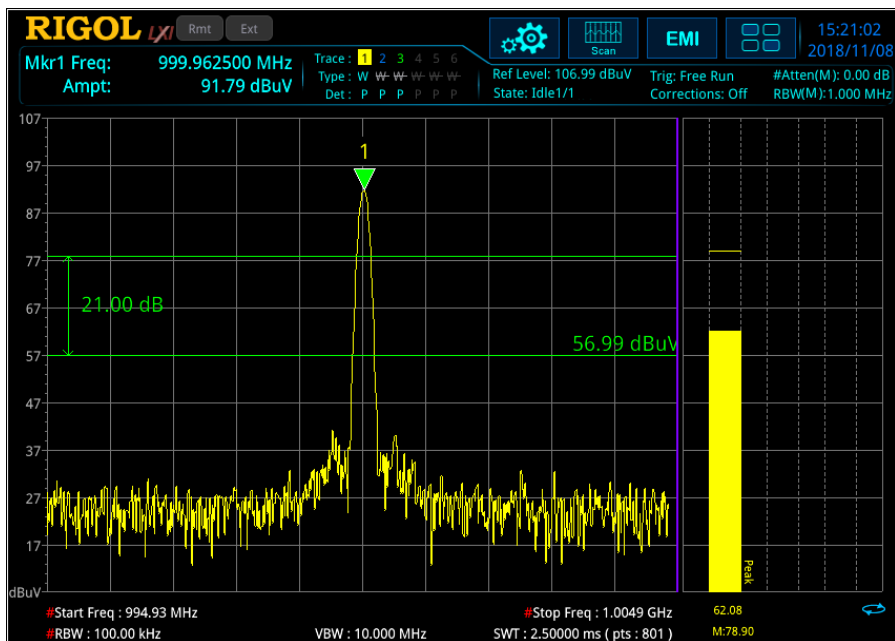 RIGOL LXI Rmt Ext
Scan
EMI
15:21:02
2018/11/08
Mkr1 Freq: 999.962500 MHz
Ampt: 91.79 dBuV
Trace : 1 2 3 4 5 6
Type : W W W W W W
Det : P P P P P P
Ref Level: 106.99 dBuV
State: Idle1/1
Trig: Free Run
Corrections: Off
#Atten(M): 0.00 dB
RBW(M):1.000 MHz
107
97
87
77
67
57
47
37
27
17
dBuV
1
21.00 dB
56.99 dBuV
Peak
#Start Freq : 994.93 MHz
#Stop Freq : 1.0049 GHz
#RBW : 100.00 kHz
VBW : 10.000 MHz
SWT : 2.50000 ms ( pts : 801 )
62.08
M:78.90